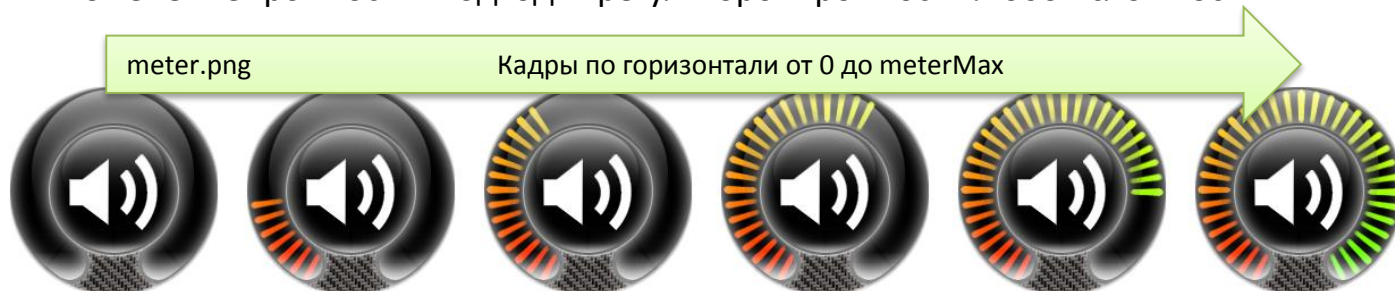 meter.png Кадры по горизонтали от 0 до meterMax